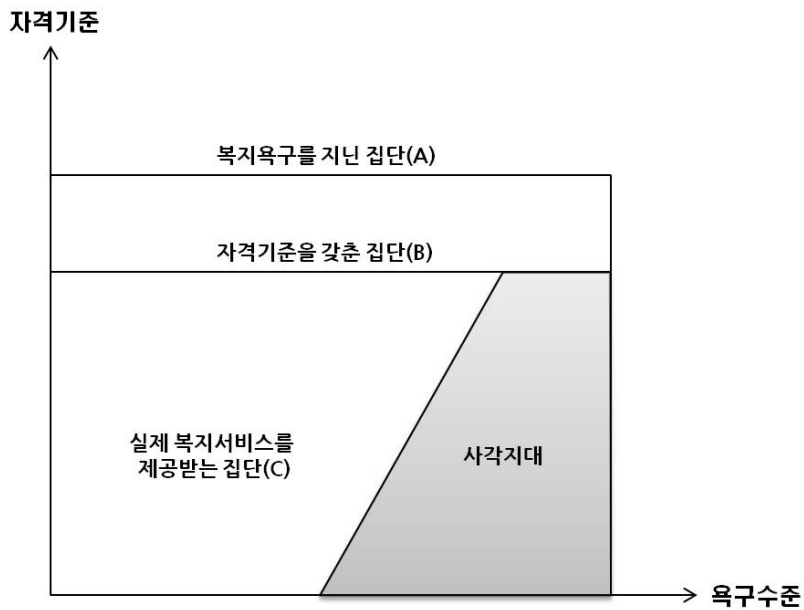 자격기준
복지욕구를 지닌 집단(A)
자격기준을 갖춘 집단(B)
실제 복지서비스를
제공받는 집단(C)
사각지대
욕구수준